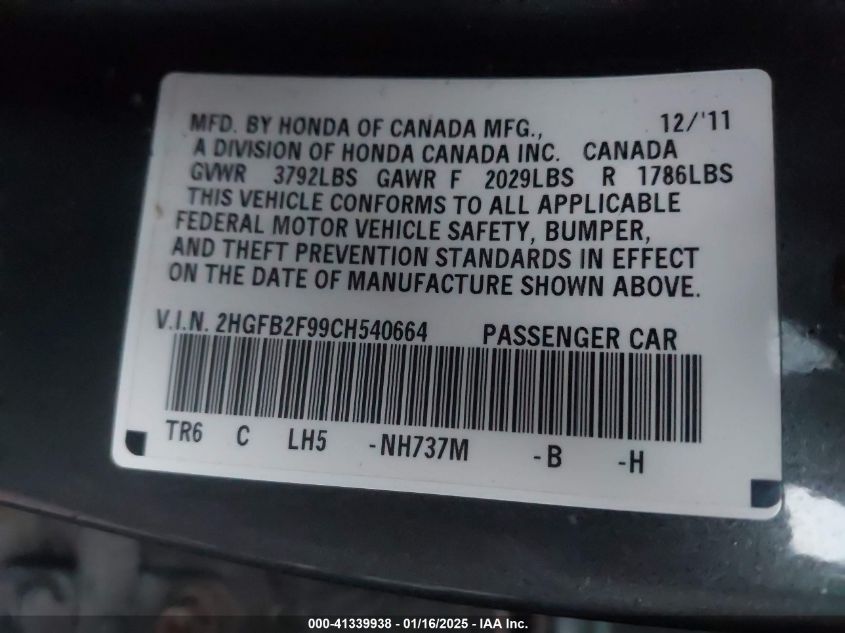 MFD. BY HONDA OF CANADA MFG., 12/'11
A DIVISION OF HONDA CANADA INC. CANADA
GVWR 3792LBS GAWR F 2029LBS R 1786LBS
THIS VEHICLE CONFORMS TO ALL APPLICABLE
FEDERAL MOTOR VEHICLE SAFETY, BUMPER,
AND THEFT PREVENTION STANDARDS IN EFFECT
ON THE DATE OF MANUFACTURE SHOWN ABOVE.
V.I.N. 2HGFB2F99CH540664 PASSENGER CAR
TR6 C LH5 -NH737M -B -H
000-41339938 - 01/16/2025 - IAA Inc.